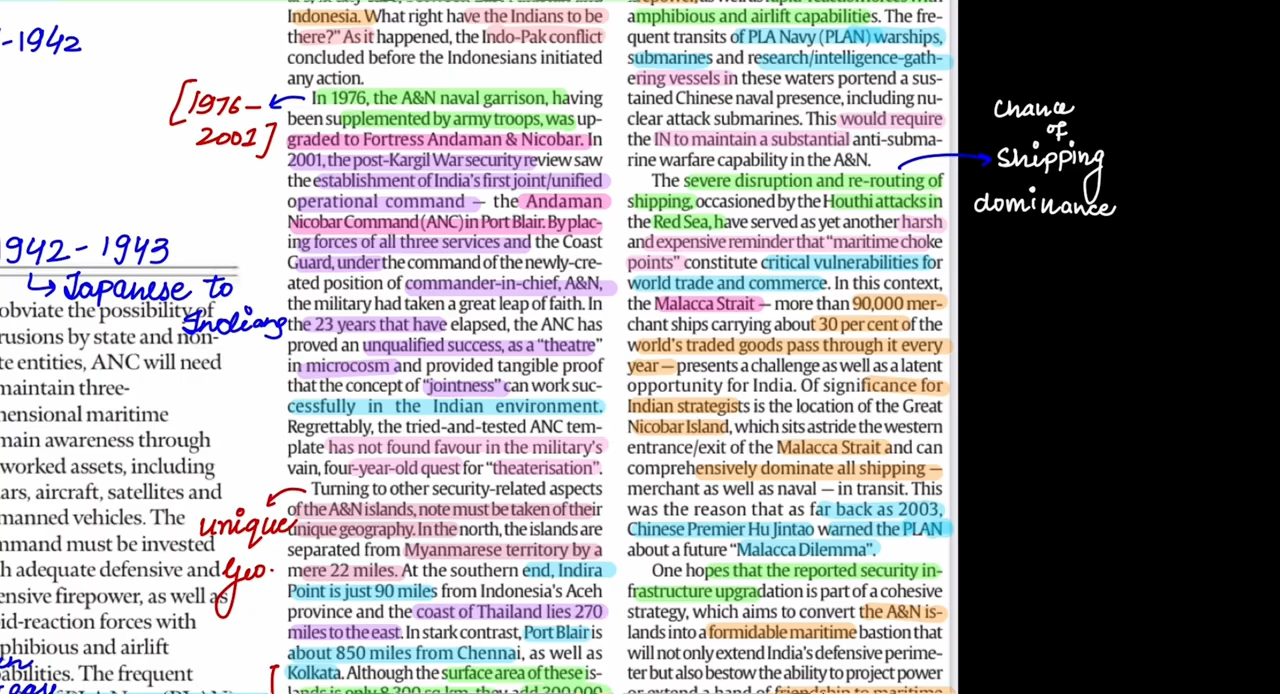 -1942
[1976-
2001]
1942 - 1943
↳ Japanese to
Indians
obviate the possibility of
rusions by state and non-
te entities, ANC will need
maintain three-
nensional maritime
main awareness through
worked assets, including
ars, aircraft, satellites and
manned vehicles. The
mmand must be invested
h adequate defensive and
ensive firepower, as well as
id-reaction forces with
phibious and airlift
abilities. The frequent
unique
Geo.
Indonesia. What right have the Indians to be
there?" As it happened, the Indo-Pak conflict
concluded before the Indonesians initiated
any action.
In 1976, the A&N naval garrison, having
been supplemented by army troops, was up-
graded to Fortress Andaman & Nicobar. In
2001, the post-Kargil War security review saw
the establishment of India's first joint/unified
operational command — the Andaman
Nicobar Command (ANC) in Port Blair. By plac-
ing forces of all three services and the Coast
Guard, under the command of the newly-cre-
ated position of commander-in-chief, A&N,
the military had taken a great leap of faith. In
the 23 years that have elapsed, the ANC has
proved an unqualified success, as a "theatre"
in microcosm and provided tangible proof
that the concept of "jointness" can work suc-
cessfully in the Indian environment.
Regrettably, the tried-and-tested ANC tem-
plate has not found favour in the military's
vain, four-year-old quest for "theaterisation".
Turning to other security-related aspects
of the A&N islands, note must be taken of their
unique geography. In the north, the islands are
separated from Myanmarese territory by a
mere 22 miles. At the southern end, Indira
Point is just 90 miles from Indonesia's Aceh
province and the coast of Thailand lies 270
miles to the east. In stark contrast, Port Blair is
about 850 miles from Chennai, as well as
Kolkata. Although the surface area of these is-
lands is only 8,300 sq km, they add 300,000
amphibious and airlift capabilities. The fre-
quent transits of PLA Navy (PLAN) warships,
submarines and research/intelligence-gath-
ering vessels in these waters portend a sus-
tained Chinese naval presence, including nu-
clear attack submarines. This would require
the IN to maintain a substantial anti-subma-
rine warfare capability in the A&N.
The severe disruption and re-routing of
shipping, occasioned by the Houthi attacks in
the Red Sea, have served as yet another harsh
and expensive reminder that "maritime choke
points" constitute critical vulnerabilities for
world trade and commerce. In this context,
the Malacca Strait — more than 90,000 mer-
chant ships carrying about 30 per cent of the
world's traded goods pass through it every
year — presents a challenge as well as a latent
opportunity for India. Of significance for
Indian strategists is the location of the Great
Nicobar Island, which sits astride the western
entrance/exit of the Malacca Strait and can
comprehensively dominate all shipping —
merchant as well as naval — in transit. This
was the reason that as far back as 2003,
Chinese Premier Hu Jintao warned the PLAN
about a future "Malacca Dilemma".
One hopes that the reported security in-
frastructure upgradation is part of a cohesive
strategy, which aims to convert the A&N is-
lands into a formidable maritime bastion that
will not only extend India's defensive perime-
ter but also bestow the ability to project power
or extend a hand of friendship to maritime
Chance
of
Shipping
dominance